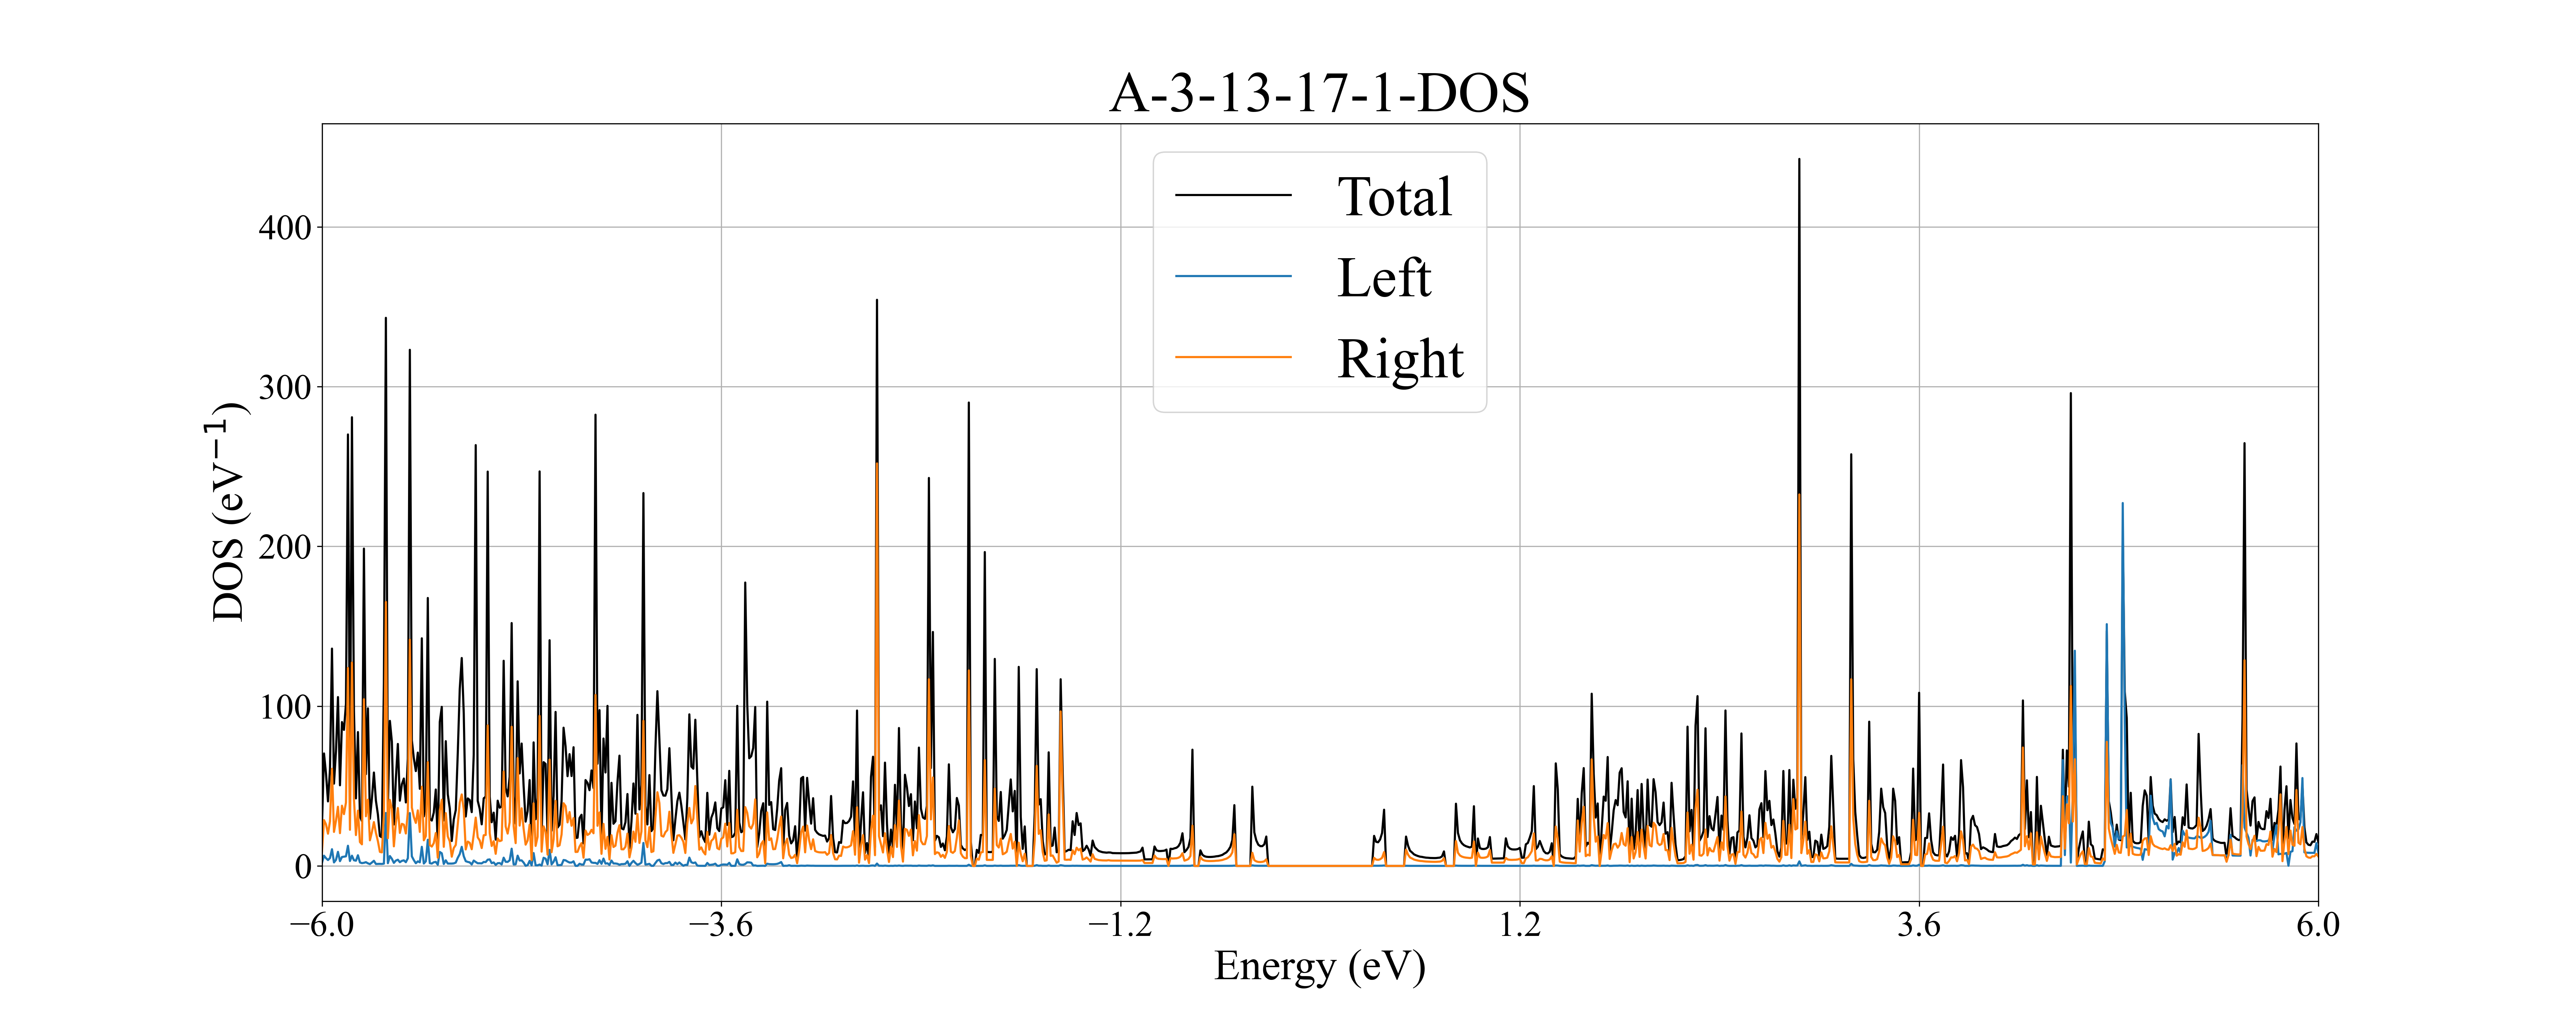 A-3-13-17-1-DOS
Total
Left
Right
400
300
200
100
0
DOS (eV⁻¹)
−6.0
−3.6
−1.2
1.2
3.6
6.0
Energy (eV)